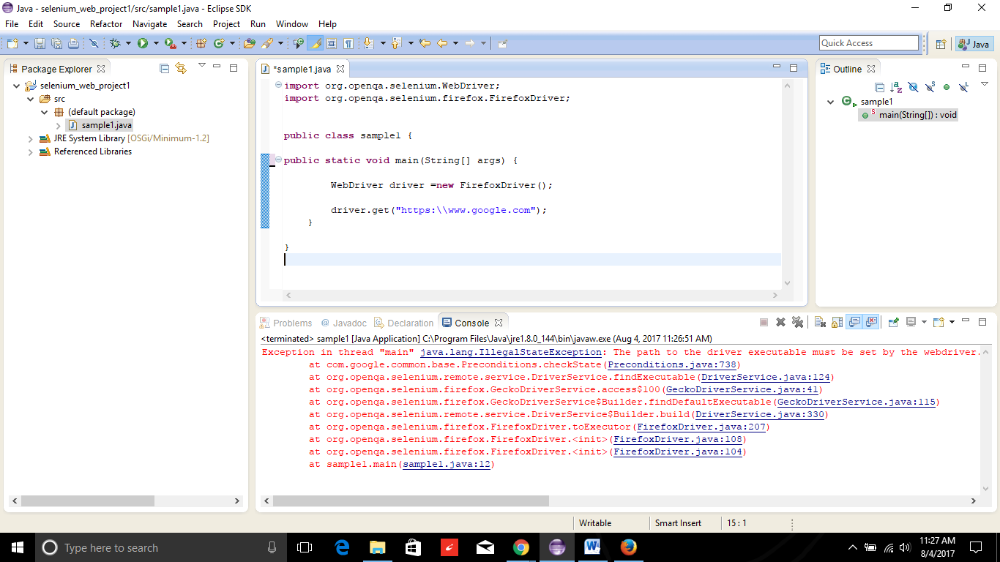 Java - selenium_web_project1/src/sample1.java - Eclipse SDK
File Edit Source Refactor Navigate Search Project Run Window Help
Quick Access
Java
Package Explorer
selenium_web_project1
src
(default package)
sample1.java
JRE System Library [OSGi/Minimum-1.2]
Referenced Libraries
*sample1.java
import org.openqa.selenium.WebDriver;
import org.openqa.selenium.firefox.FirefoxDriver;
public class sample1 {
public static void main(String[] args) {
WebDriver driver =new FirefoxDriver();
driver.get("https:\\www.google.com");
}
}
Outline
sample1
main(String[]) : void
Problems @ Javadoc Declaration Console
<terminated> sample1 [Java Application] C:\Program Files\Java\jre1.8.0_144\bin\javaw.exe (Aug 4, 2017 11:26:51 AM)
Exception in thread "main" java.lang.IllegalStateException: The path to the driver executable must be set by the webdriver.
at com.google.common.base.Preconditions.checkState(Preconditions.java:738)
at org.openqa.selenium.remote.service.DriverService.findExecutable(DriverService.java:124)
at org.openqa.selenium.firefox.GeckoDriverService.access$100(GeckoDriverService.java:41)
at org.openqa.selenium.firefox.GeckoDriverService$Builder.findDefaultExecutable(GeckoDriverService.java:115)
at org.openqa.selenium.remote.service.DriverService$Builder.build(DriverService.java:330)
at org.openqa.selenium.firefox.FirefoxDriver.toExecutor(FirefoxDriver.java:207)
at org.openqa.selenium.firefox.FirefoxDriver.<init>(FirefoxDriver.java:108)
at org.openqa.selenium.firefox.FirefoxDriver.<init>(FirefoxDriver.java:104)
at sample1.main(sample1.java:12)
Writable Smart Insert 15 : 1
Type here to search
11:27 AM
8/4/2017